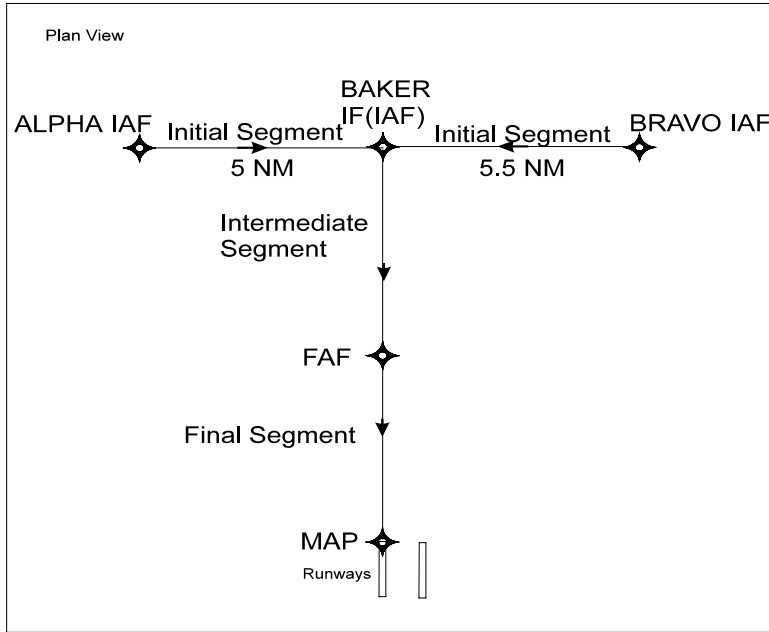 Plan View
BAKER
IF(IAF)
ALPHA IAF
Initial Segment
Initial Segment
BRAVO IAF
5 NM
5.5 NM
Intermediate
Segment
FAF
Final Segment
MAP
Runways